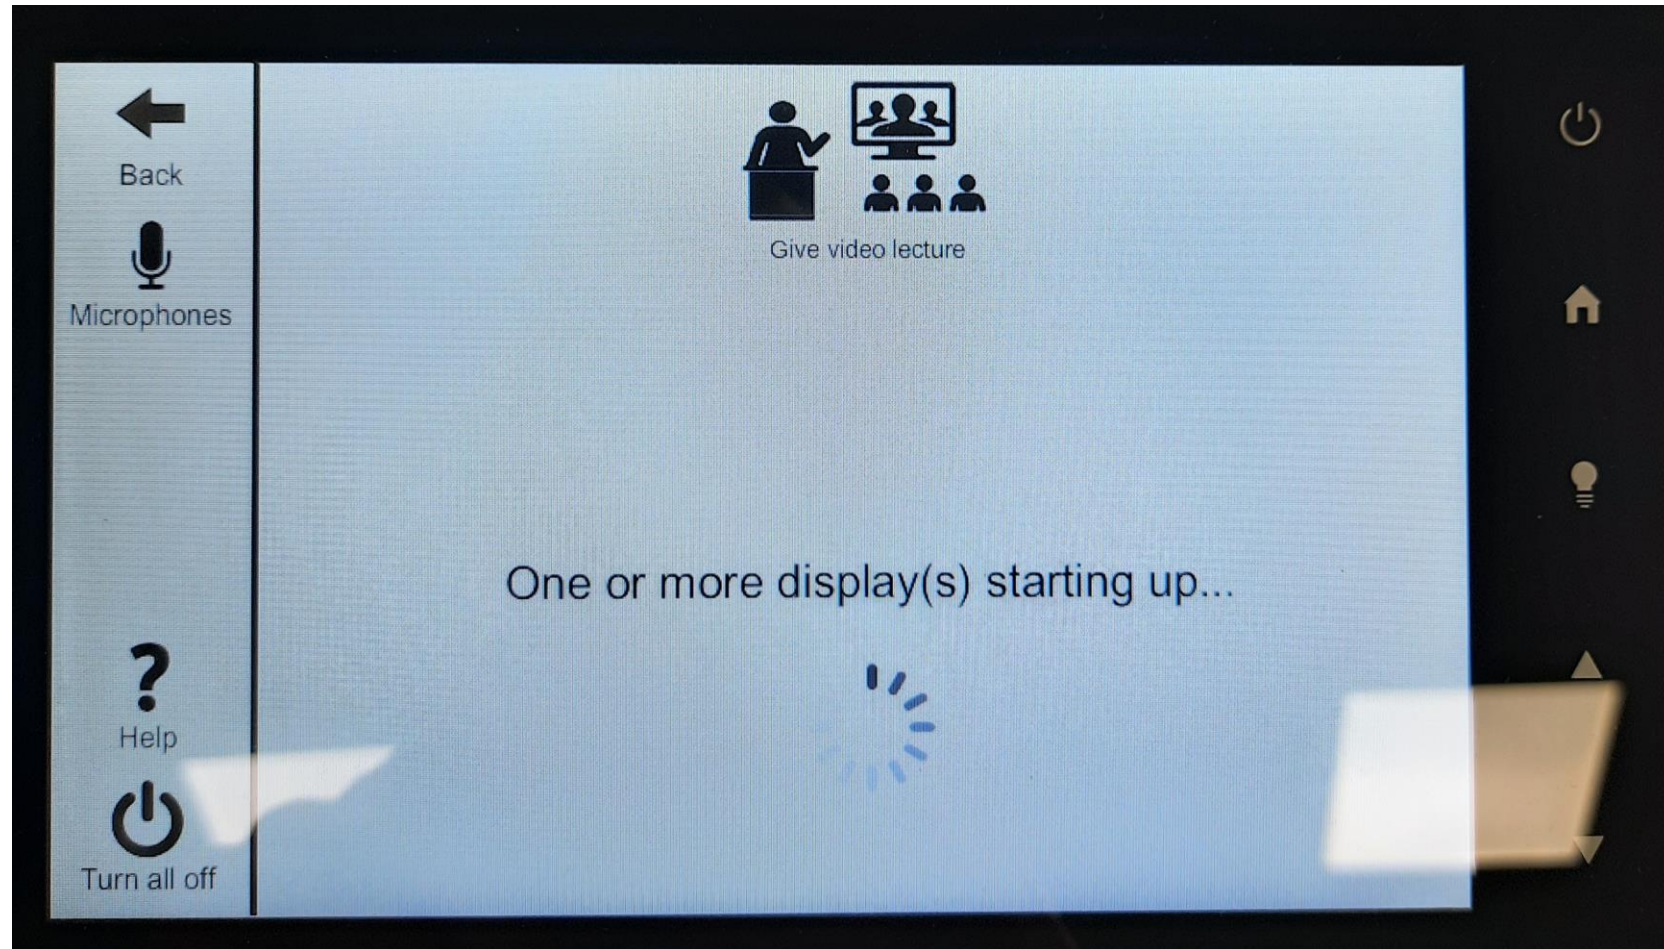 Back
Microphones
Help
Turn all off
Give video lecture
One or more display(s) starting up...